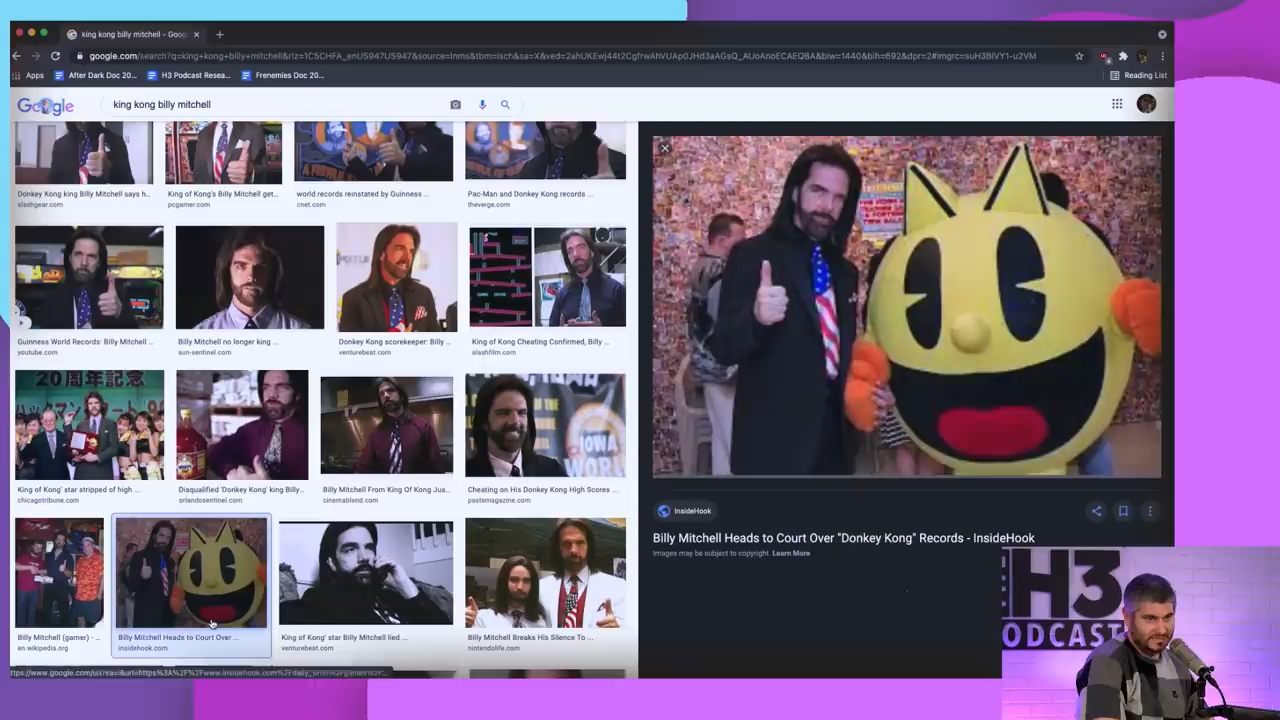 king kong billy mitchell - Goog
google.com/search?q=king+kong+billy+mitchell&rlz=1C5CHFA_enUS947US947&source=lnms&tbm=isch&sa=X&ved=
Apps
After Dark Doc 20...
H3 Podcast Resea...
Frenemies Doc 20...
Reading List
Google
king kong billy mitchell
Donkey Kong king Billy Mitchell says h...
slashgear.com
King of Kong's Billy Mitchell get...
pcgamer.com
world records reinstated by Guinness ...
cnet.com
Pac-Man and Donkey Kong records ...
theverge.com
Guinness World Records: Billy Mitchell ...
youtube.com
Billy Mitchell no longer king ...
sun-sentinel.com
Donkey Kong scorekeeper: Billy ...
venturebeat.com
King of Kong Cheating Confirmed, Billy ...
slashfilm.com
20周年記念
King of Kong' star stripped of high ...
chicagotribune.com
Disqualified 'Donkey Kong' king Billy...
orlandosentinel.com
Billy Mitchell From King Of Kong Jus...
cinemablend.com
IOWA
Cheating on His Donkey Kong High Scores ...
pastemagazine.com
Billy Mitchell (gamer) - ...
en.wikipedia.org
Billy Mitchell Heads to Court Over ...
insidehook.com
King of Kong' star Billy Mitchell lied ...
venturebeat.com
Billy Mitchell Breaks His Silence To ...
nintendolife.com
InsideHook
Billy Mitchell Heads to Court Over "Donkey Kong" Records - InsideHook
Images may be subject to copyright. Learn More
H3
PODCAST